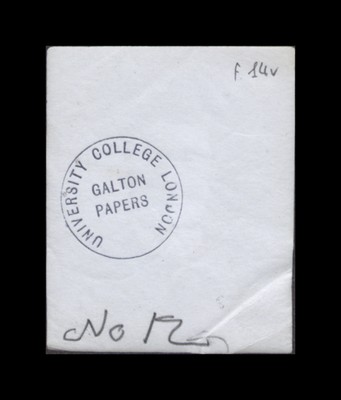 f. 14v
UNIVERSITY COLLEGE LONDON
GALTON
PAPERS
No